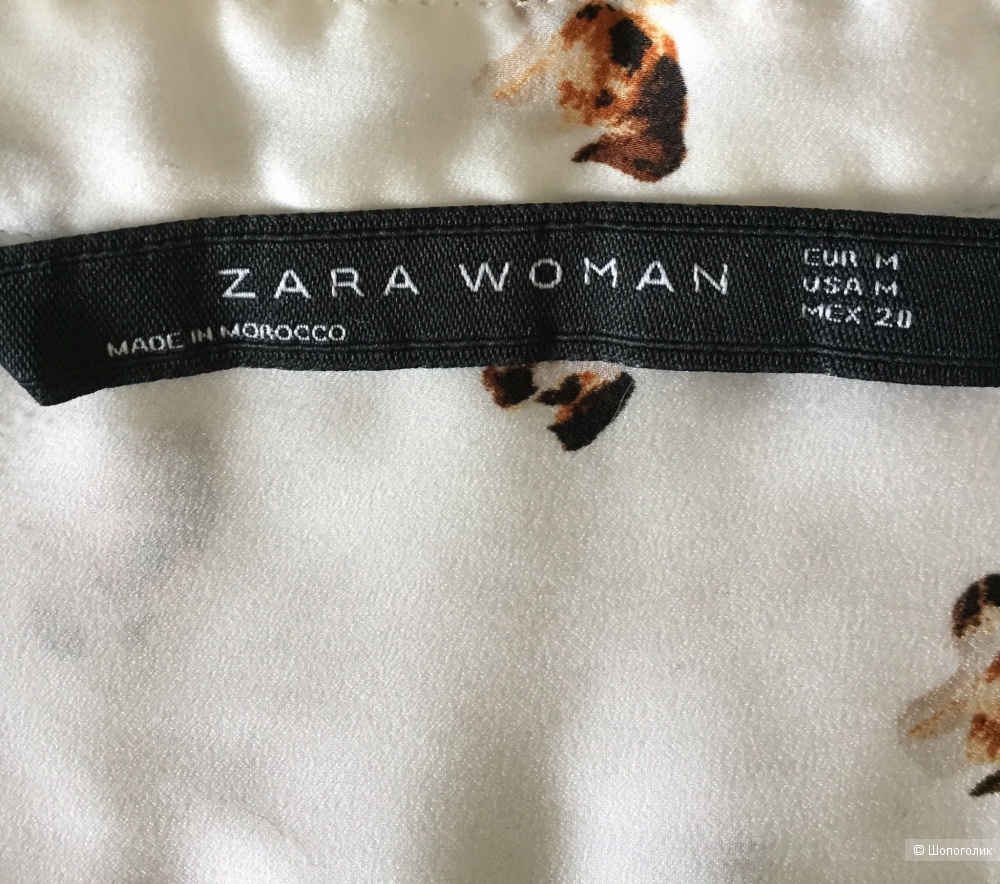 ZARA WOMAN
EUR M
USA M
MEX 28
MADE IN MOROCCO
© Шопоголик